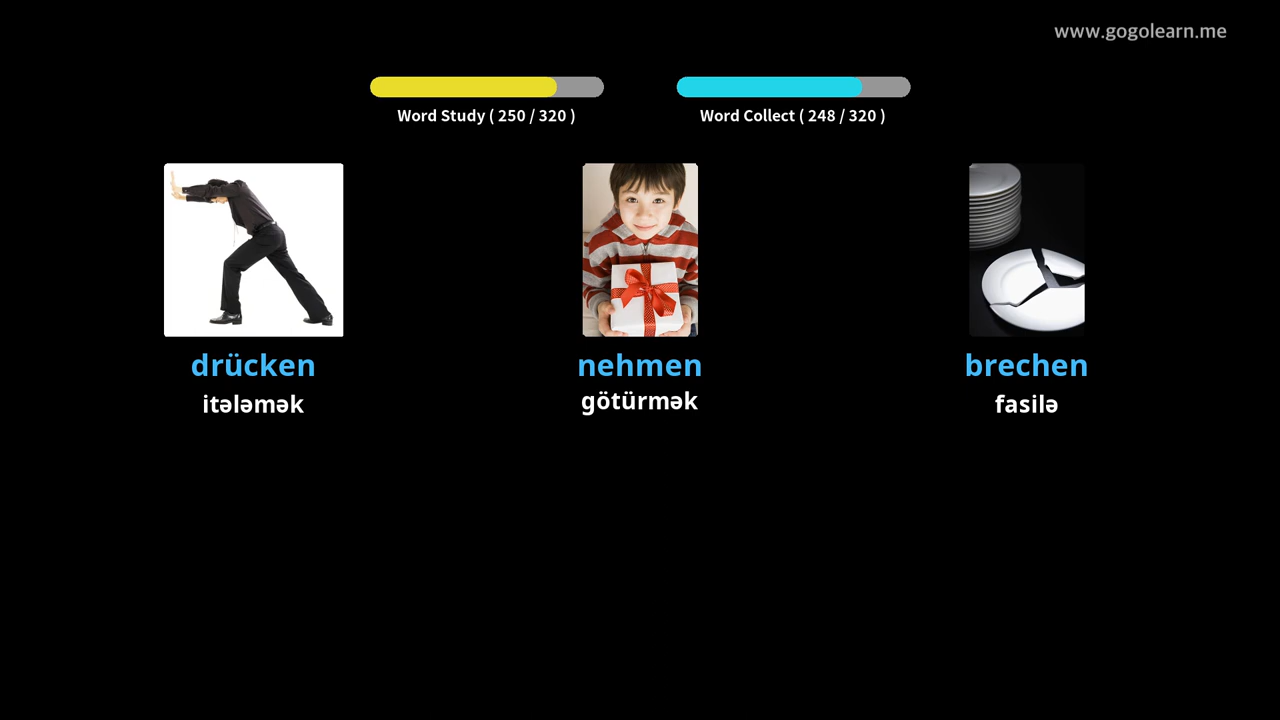 www.gogolearn.me
Word Study ( 250 / 320 )
Word Collect ( 248 / 320 )
drücken
itələmək
nehmen
götürmək
brechen
fasilə